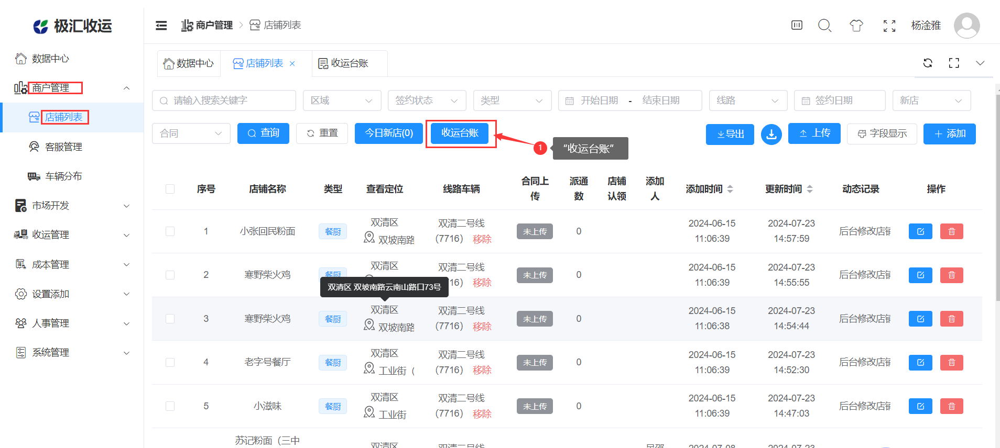 极汇收运
商户管理
店铺列表
杨淦雅
数据中心
商户管理
店铺列表
客服管理
车辆分布
市场开发
收运管理
成本管理
设置添加
人事管理
系统管理
数据中心
店铺列表
收运台账
请输入搜索关键字
区域
签约状态
类型
开始日期 - 结束日期
线路
签约日期
新店
合同
查询
重置
今日新店(0)
收运台账
1
“收运台账”
导出
上传
字段显示
添加
序号
店铺名称
类型
查看定位
线路车辆
合同上
传
派通
数
店铺
认领
添加
人
添加时间
更新时间
动态记录
操作
1
小张回民粉面
餐厨
双清区
双坡南路
双清二号线
(7716) 移除
未上传
0
2024-06-15
11:06:39
2024-07-23
14:57:59
后台修改店铺
2
寒野柴火鸡
餐厨
双清区
双清二号线
16) 移除
未上传
0
2024-06-15
11:06:39
2024-07-23
14:55:55
后台修改店铺
双清区 双坡南路云南山路口73号
3
寒野柴火鸡
餐厨
双清区
双坡南路
双清二号线
(7716) 移除
未上传
0
2024-06-15
11:06:38
2024-07-23
14:54:44
后台修改店铺
4
老字号餐厅
餐厨
双清区
工业街（
双清二号线
(7716) 移除
未上传
0
2024-06-15
11:06:39
2024-07-23
14:52:30
后台修改店铺
5
小滋味
餐厨
双清区
工业街
双清二号线
(7716) 移除
未上传
0
2024-06-15
11:06:39
2024-07-23
14:47:03
后台修改店铺
苏记粉面（三中
双清区
双清二号线
2024-07-08
2024-07-23